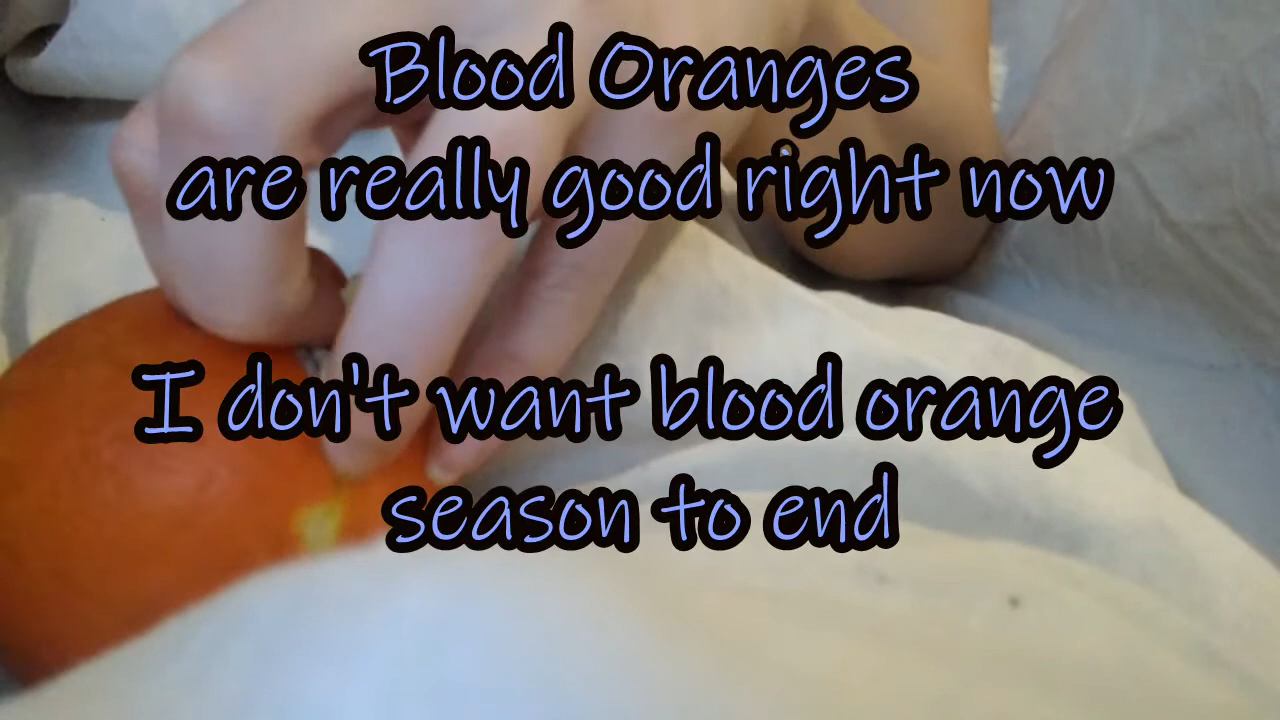 Blood Oranges
are really good right now
I don't want blood orange
season to end